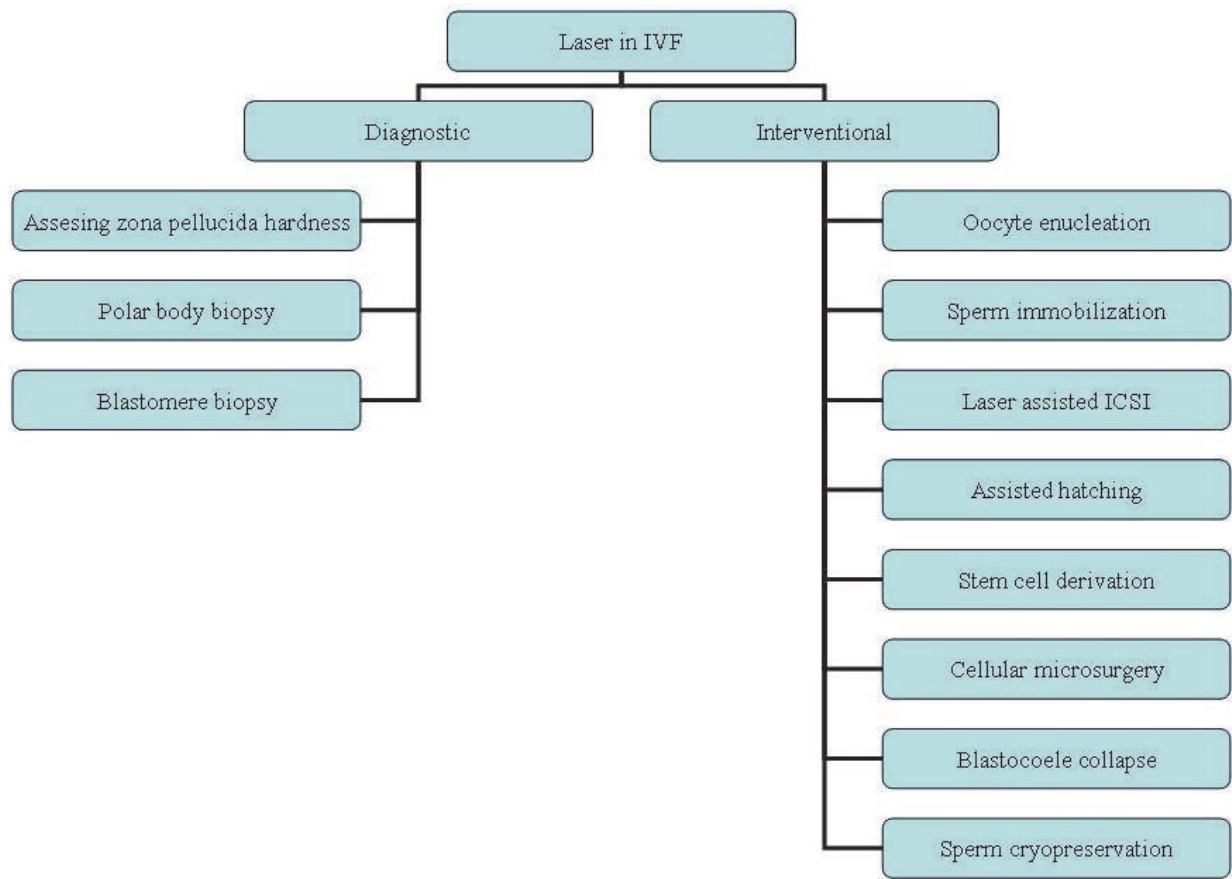 Laser in IVF
Diagnostic
Interventional
Assesing zona pellucida hardness
Polar body biopsy
Blastomere biopsy
Oocyte enucleation
Sperm immobilization
Laser assisted ICSI
Assisted hatching
Stem cell derivation
Cellular microsurgery
Blastocoele collapse
Sperm cryopreservation